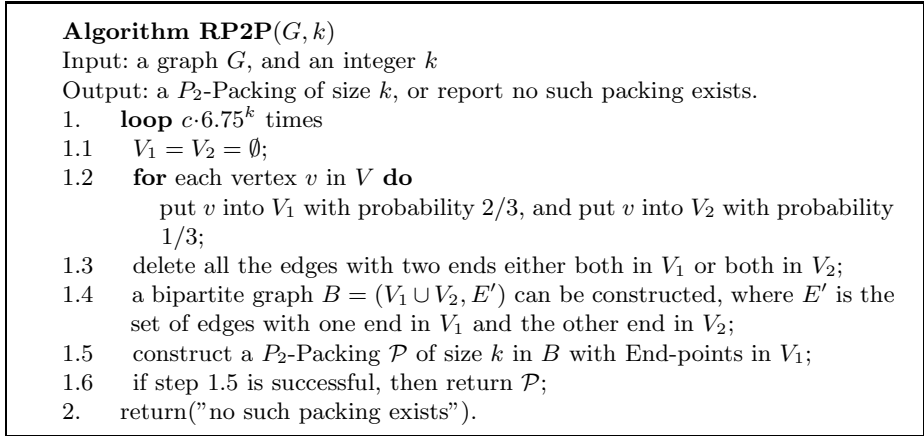 Algorithm RP2P(G, k)
Input: a graph G, and an integer k
Output: a P₂-Packing of size k, or report no such packing exists.
1. loop c·6.75ᵏ times
1.1 V₁ = V₂ = ∅;
1.2 for each vertex v in V do
put v into V₁ with probability 2/3, and put v into V₂ with probability
1/3;
1.3 delete all the edges with two ends either both in V₁ or both in V₂;
1.4 a bipartite graph B = (V₁ ∪ V₂, E′) can be constructed, where E′ is the
set of edges with one end in V₁ and the other end in V₂;
1.5 construct a P₂-Packing 𝒫 of size k in B with End-points in V₁;
1.6 if step 1.5 is successful, then return 𝒫;
2. return("no such packing exists").